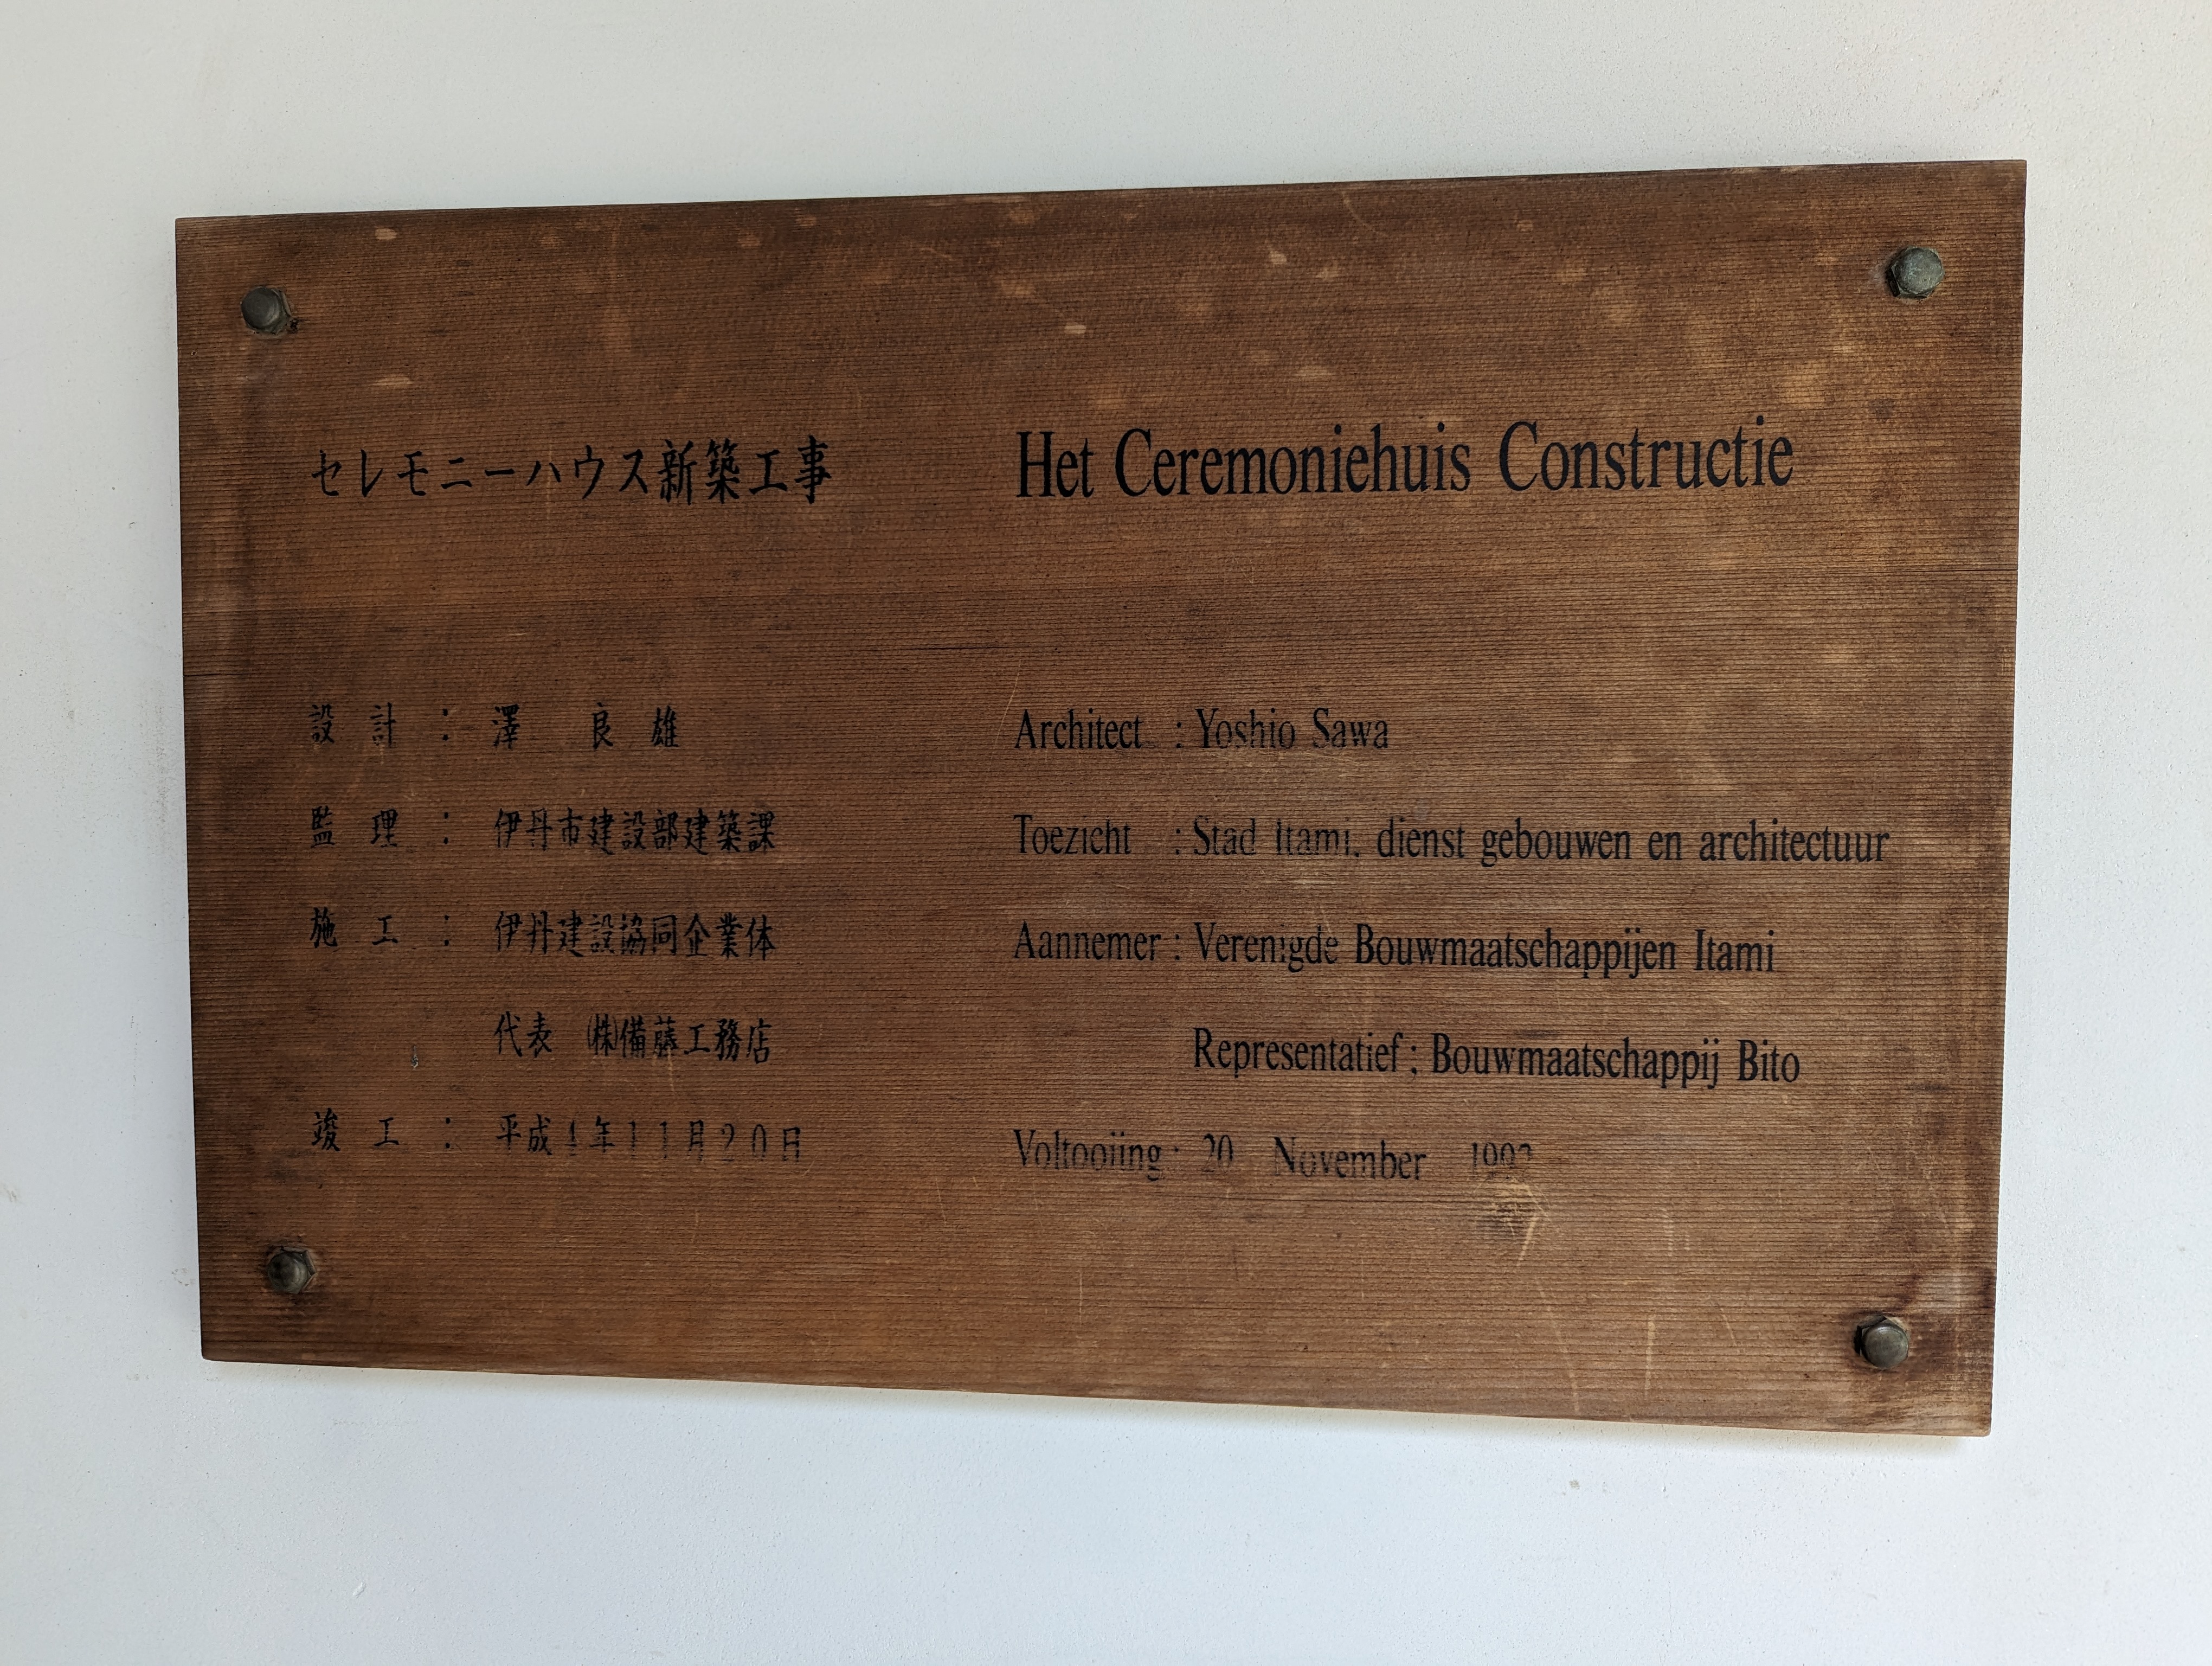 セレモニーハウス新築工事
Het Ceremoniehuis Constructie
設計：澤　良雄
監理：伊丹市建設部建築課
施工：伊丹建設協同企業体
代表　㈱備藤工務店
竣工：平成4年11月20日
Architect : Yoshio Sawa
Toezicht : Stad Itami, dienst gebouwen en architectuur
Aannemer : Verenigde Bouwmaatschappijen Itami
Representatief ; Bouwmaatschappij Bito
Voltooiing : 20 November 1992